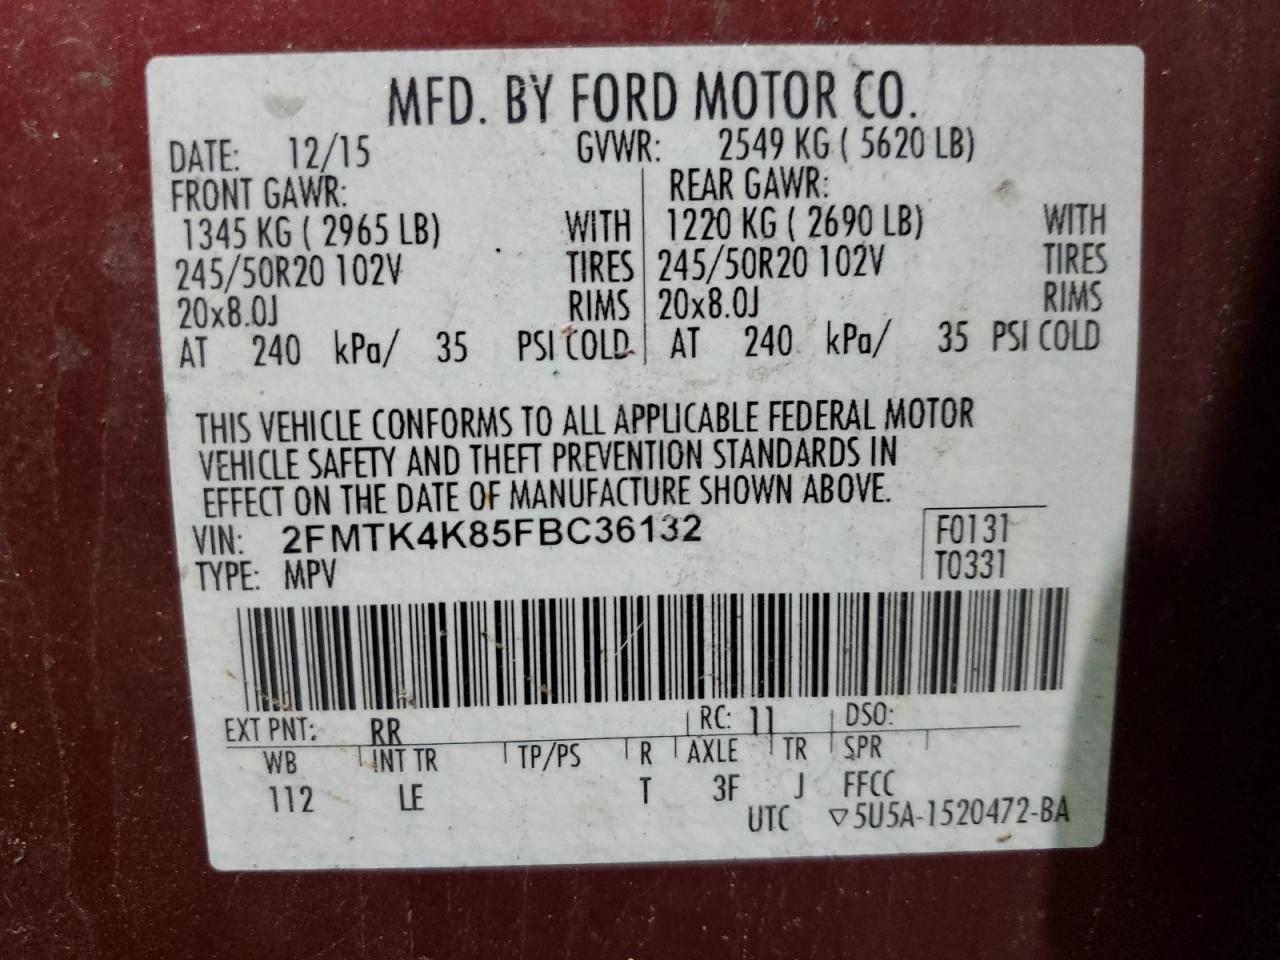 MFD. BY FORD MOTOR CO.
DATE: 12/15 GVWR: 2549 KG ( 5620 LB)
FRONT GAWR: REAR GAWR:
1345 KG ( 2965 LB) WITH 1220 KG ( 2690 LB) WITH
245/50R20 102V TIRES 245/50R20 102V TIRES
20x8.0J RIMS 20x8.0J RIMS
AT 240 kPa/ 35 PSI COLD AT 240 kPa/ 35 PSI COLD
THIS VEHICLE CONFORMS TO ALL APPLICABLE FEDERAL MOTOR
VEHICLE SAFETY AND THEFT PREVENTION STANDARDS IN
EFFECT ON THE DATE OF MANUFACTURE SHOWN ABOVE.
VIN: 2FMTK4K85FBC36132 F0131
TYPE: MPV T0331
EXT PNT: RR RC: 11 DSO:
WB INT TR TP/PS R AXLE TR SPR
112 LE T 3F J FFCC
UTC ▽5U5A-1520472-BA